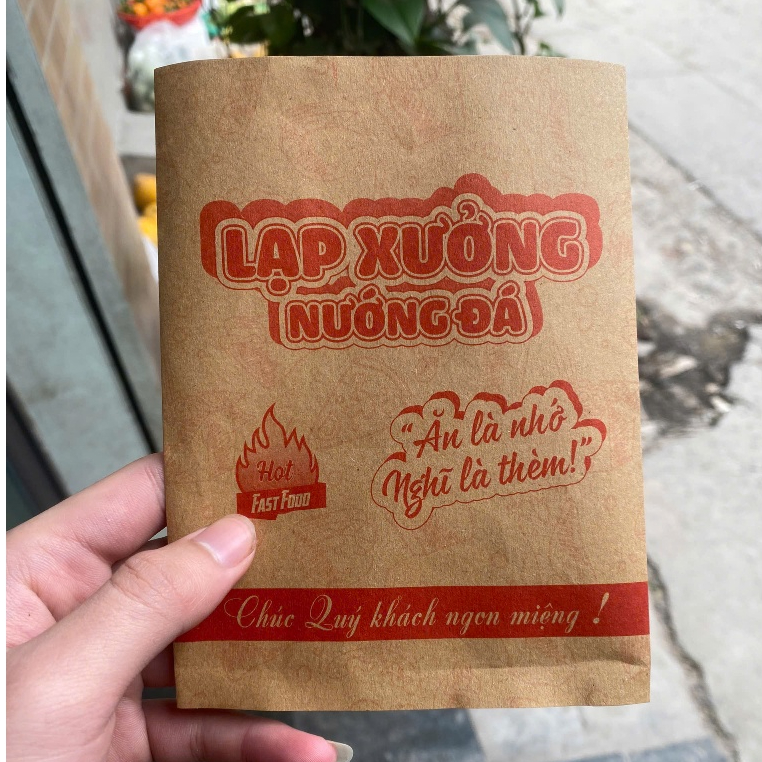 LẠP XƯỞNG
NƯỚNG ĐÁ
Hot
FAST FOOD
“Ăn là nhớ
Nghĩ là thèm!”
Chúc Quý khách ngon miệng !